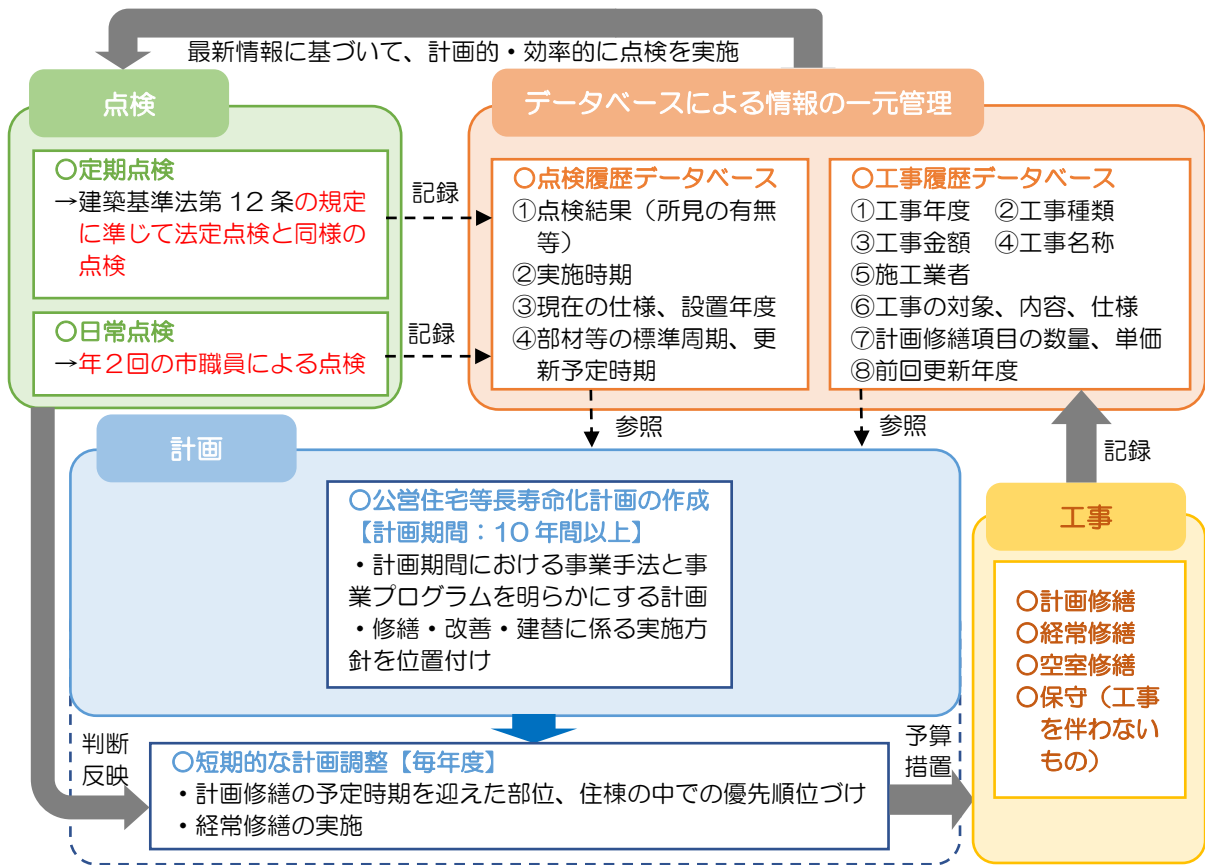 最新情報に基づいて、計画的・効率的に点検を実施
点検
○定期点検
→建築基準法第 12 条の規定
に準じて法定点検と同様の
点検
○日常点検
→年２回の市職員による点検
記録
記録
データベースによる情報の一元管理
○点検履歴データベース
①点検結果（所見の有無
等）
②実施時期
③現在の仕様、設置年度
④部材等の標準周期、更
新予定時期
○工事履歴データベース
①工事年度　②工事種類
③工事金額　④工事名称
⑤施工業者
⑥工事の対象、内容、仕様
⑦計画修繕項目の数量、単価
⑧前回更新年度
参照
参照
記録
計画
○公営住宅等長寿命化計画の作成
【計画期間：10 年間以上】
・計画期間における事業手法と事
業プログラムを明らかにする計画
・修繕・改善・建替に係る実施方
針を位置付け
判断
反映
○短期的な計画調整【毎年度】
・計画修繕の予定時期を迎えた部位、住棟の中での優先順位づけ
・経常修繕の実施
予算
措置
工事
○計画修繕
○経常修繕
○空室修繕
○保守（工事
を伴わない
もの）